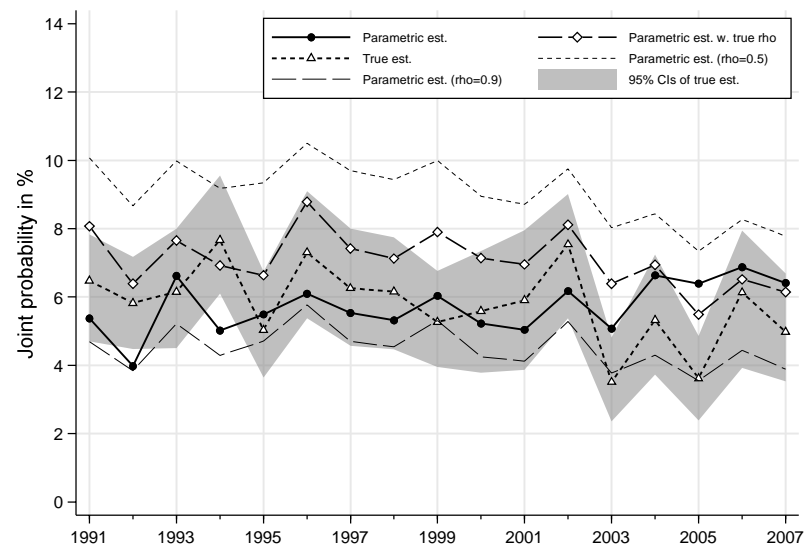 Parametric est.
Parametric est. w. true rho
True est.
Parametric est. (rho=0.5)
Parametric est. (rho=0.9)
95% CIs of true est.
Joint probability in %
14
12
10
8
6
4
2
0
1991 1993 1995 1997 1999 2001 2003 2005 2007